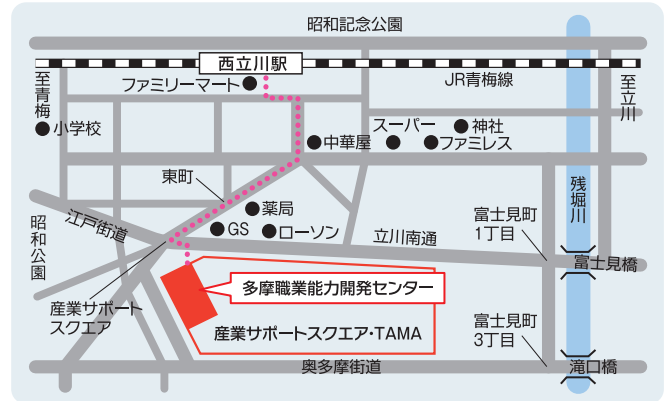 昭和記念公園
西立川駅
ファミリーマート
JR青梅線
至青梅
至立川
小学校
スーパー
神社
中華屋
ファミレス
東町
残堀川
薬局
江戸街道
GS
ローソン
立川南通
富士見町
1丁目
昭和公園
富士見橋
多摩職業能力開発センター
産業サポート
スクエア
産業サポートスクエア・TAMA
富士見町
3丁目
奥多摩街道
滝口橋